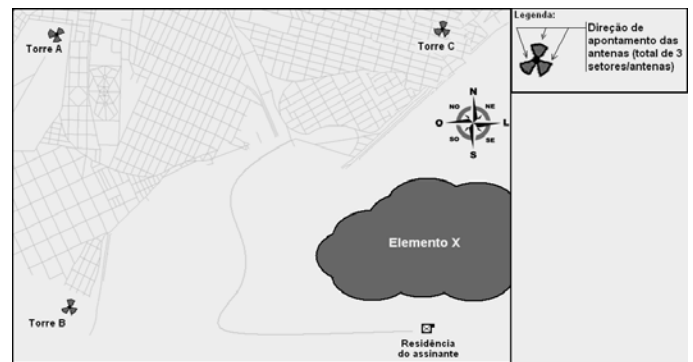 Torre A
Torre C
Legenda:
Direção de
apontamento das
antenas (total de 3
setores/antenas)
N
NO
NE
O
L
SO
SE
S
Elemento X
Torre B
Residência
do assinante